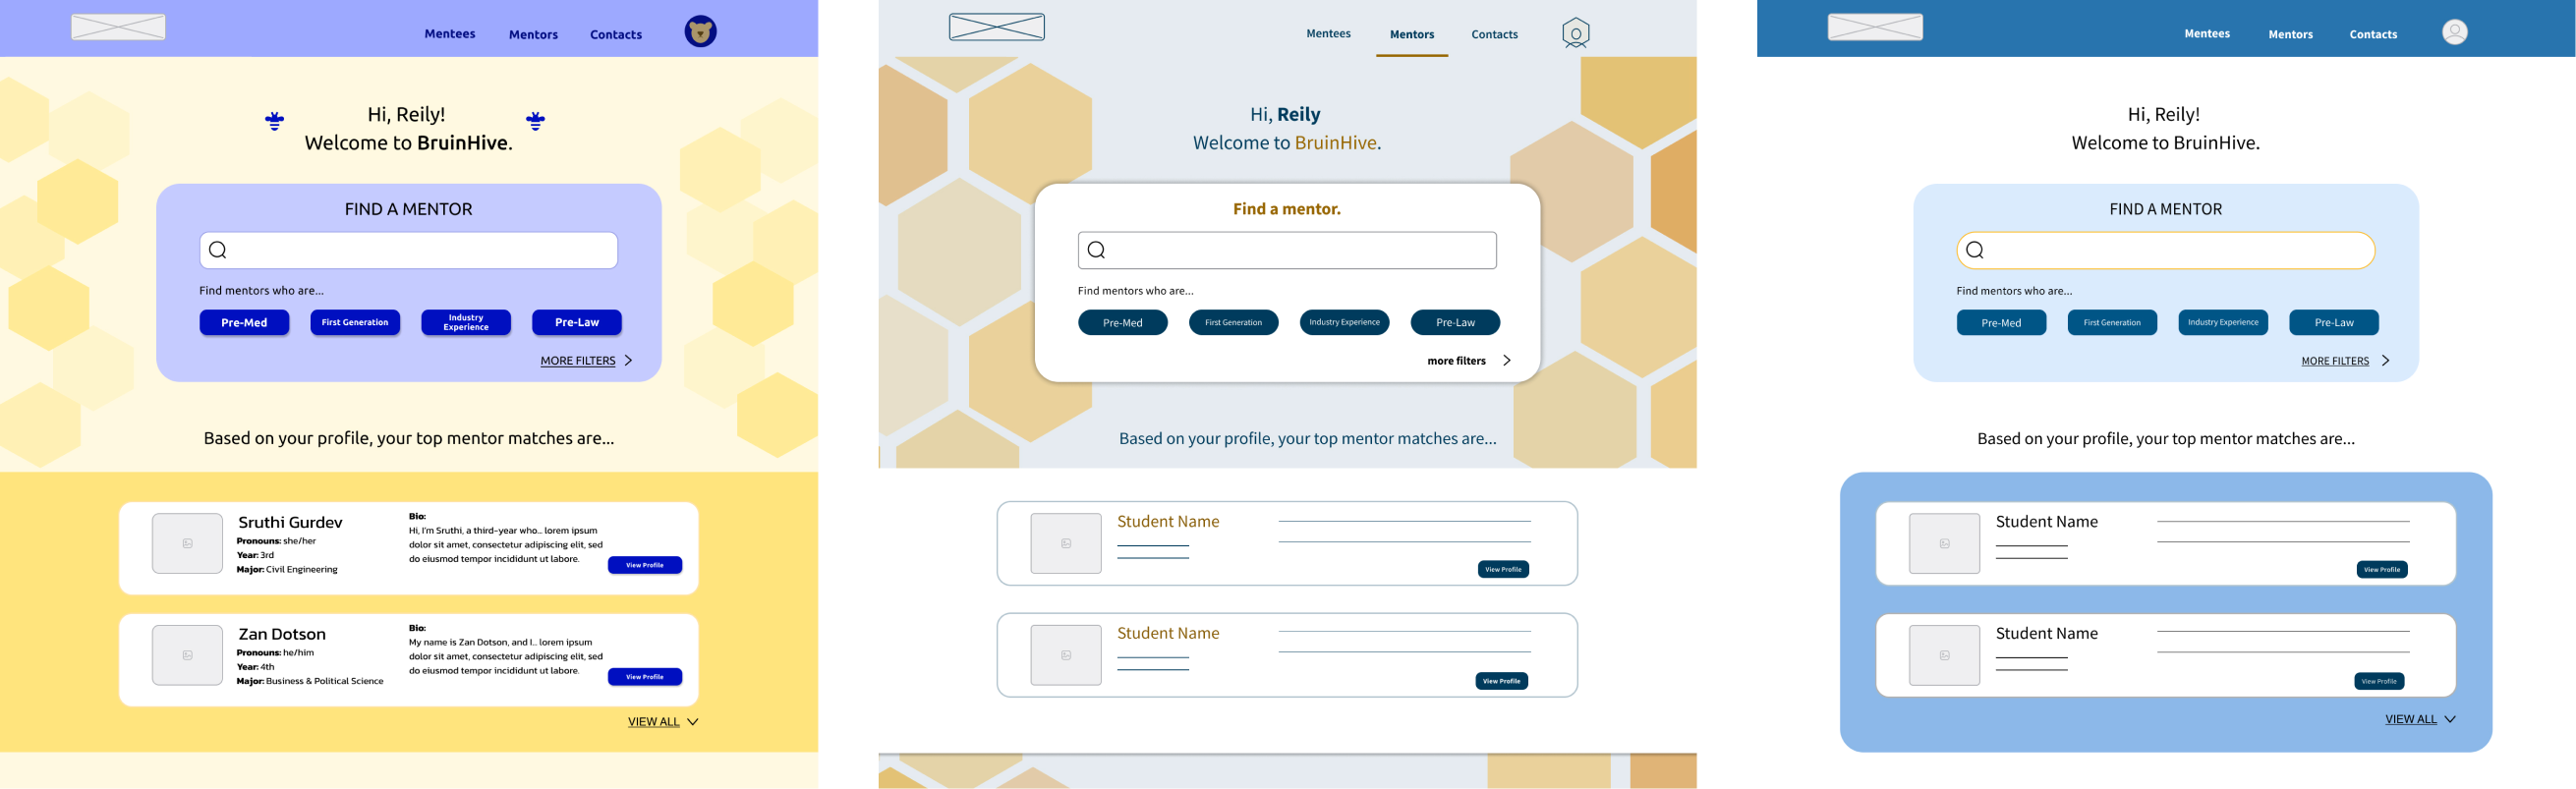 Mentees Mentors Contacts
Hi, Reily!
Welcome to BruinHive.
FIND A MENTOR
Find mentors who are...
Pre-Med
First Generation
Industry
Experience
Pre-Law
MORE FILTERS
Based on your profile, your top mentor matches are...
Sruthi Gurdev
Pronouns: she/her
Year: 3rd
Major: Civil Engineering
Bio:
Hi, I'm Sruthi, a third-year who... lorem ipsum
dolor sit amet, consectetur adipiscing elit, sed
do eiusmod tempor incididunt ut labore.
View Profile
Zan Dotson
Pronouns: he/him
Year: 4th
Major: Business & Political Science
Bio:
My name is Zan Dotson, and I... lorem ipsum
dolor sit amet, consectetur adipiscing elit, sed
do eiusmod tempor incididunt ut labore.
View Profile
VIEW ALL
Mentees Mentors Contacts
Hi, Reily
Welcome to BruinHive.
Find a mentor.
Find mentors who are...
Pre-Med
First Generation
Industry Experience
Pre-Law
more filters
Based on your profile, your top mentor matches are...
Student Name
View Profile
Student Name
View Profile
Mentees Mentors Contacts
Hi, Reily!
Welcome to BruinHive.
FIND A MENTOR
Find mentors who are...
Pre-Med
First Generation
Industry Experience
Pre-Law
MORE FILTERS
Based on your profile, your top mentor matches are...
Student Name
View Profile
Student Name
View Profile
VIEW ALL